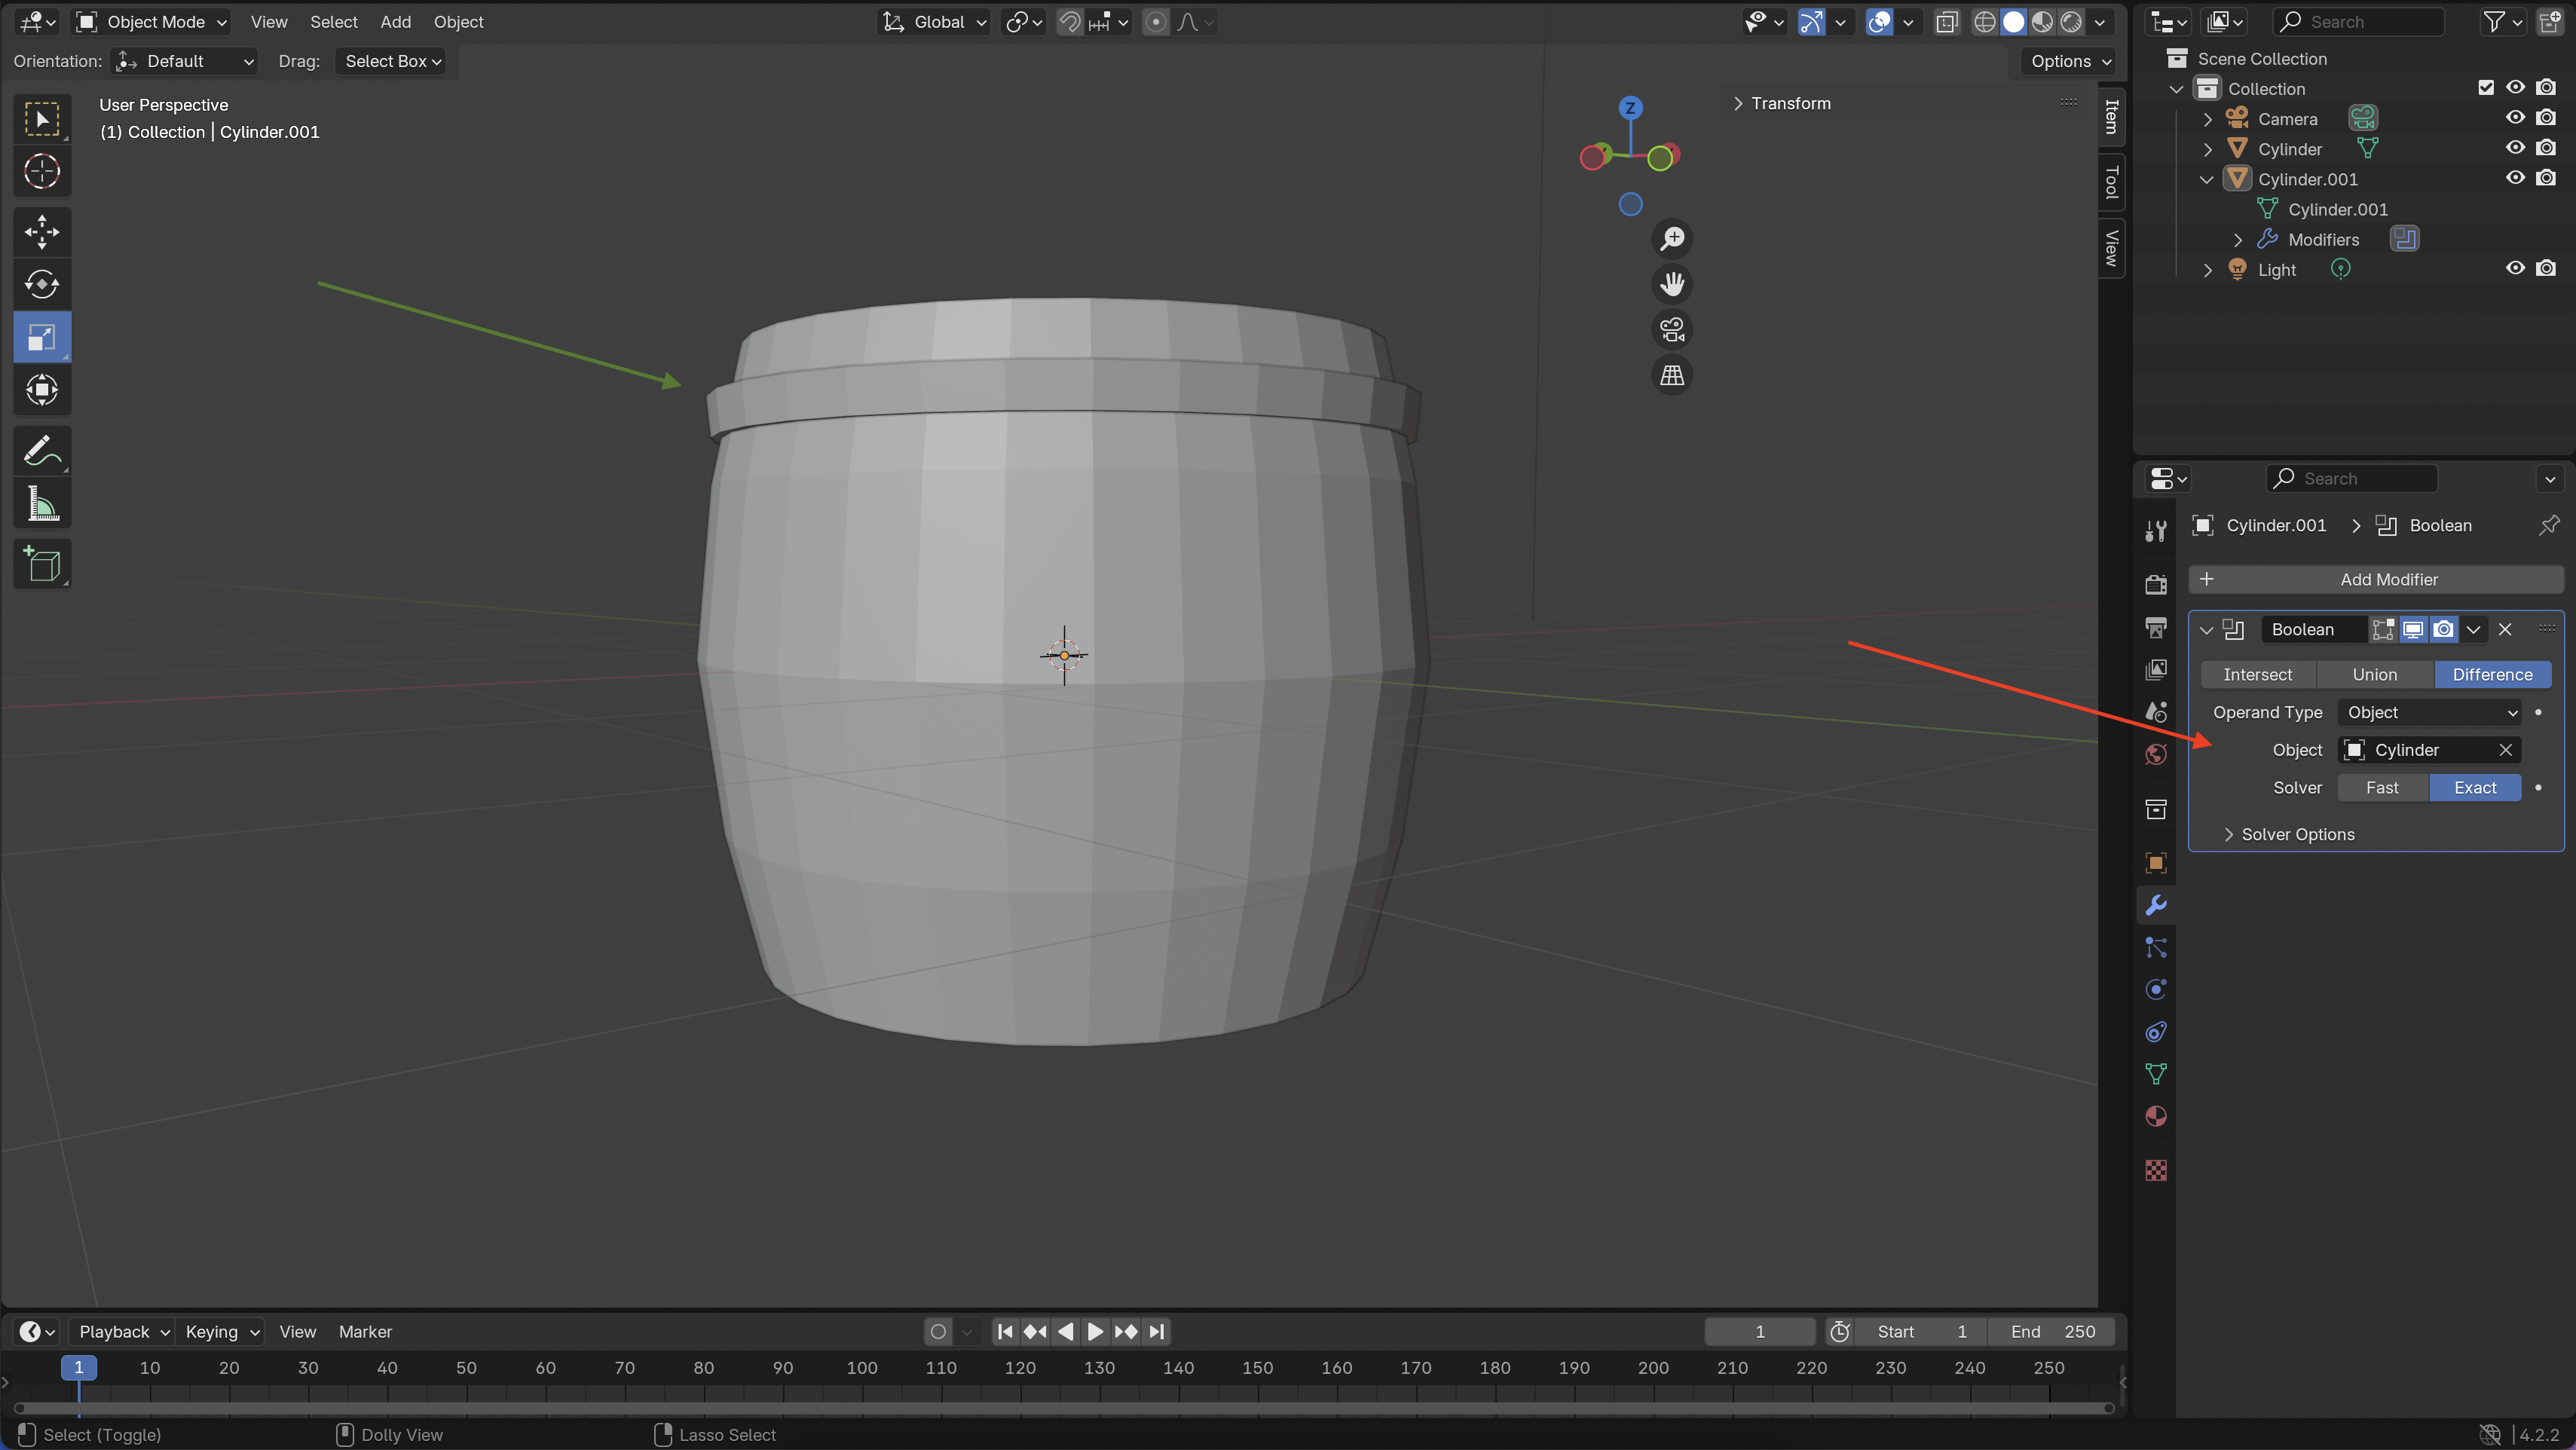 Object Mode View Select Add Object Global Search
Orientation: Default Drag: Select Box Options
User Perspective
(1) Collection | Cylinder.001
Z
Transform
Item
Tool
View
Scene Collection
Collection
Camera
Cylinder
Cylinder.001
Cylinder.001
Modifiers
Light
Search
Cylinder.001 Boolean
Add Modifier
Boolean
Intersect Union Difference
Operand Type Object
Object Cylinder
Solver Fast Exact
Solver Options
Playback Keying View Marker 1 Start 1 End 250
1 10 20 30 40 50 60 70 80 90 100 110 120 130 140 150 160 170 180 190 200 210 220 230 240 250
Select (Toggle) Dolly View Lasso Select 4.2.2